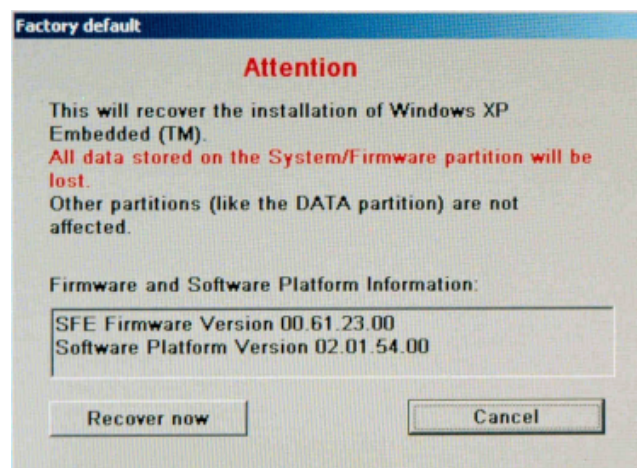 Factory default
Attention
This will recover the installation of Windows XP
Embedded (TM).
All data stored on the System/Firmware partition will be
lost.
Other partitions (like the DATA partition) are not
affected.
Firmware and Software Platform Information:
SFE Firmware Version 00.61.23.00
Software Platform Version 02.01.54.00
Recover now
Cancel